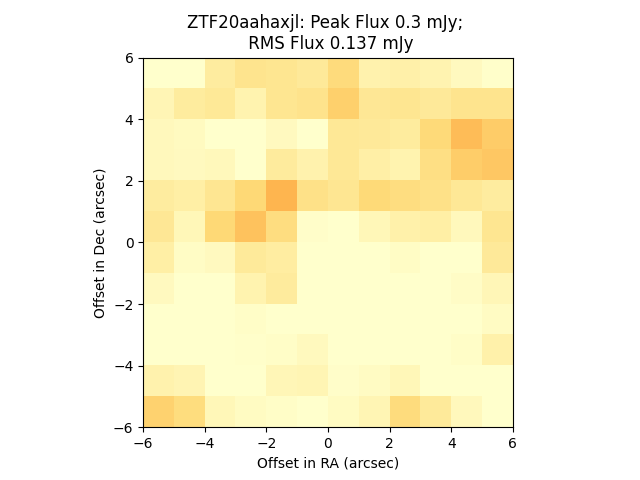 ZTF20aahaxjl: Peak Flux 0.3 mJy;
RMS Flux 0.137 mJy
6
4
2
0
−2
−4
−6
Offset in Dec (arcsec)
−6 −4 −2 0 2 4 6
Offset in RA (arcsec)